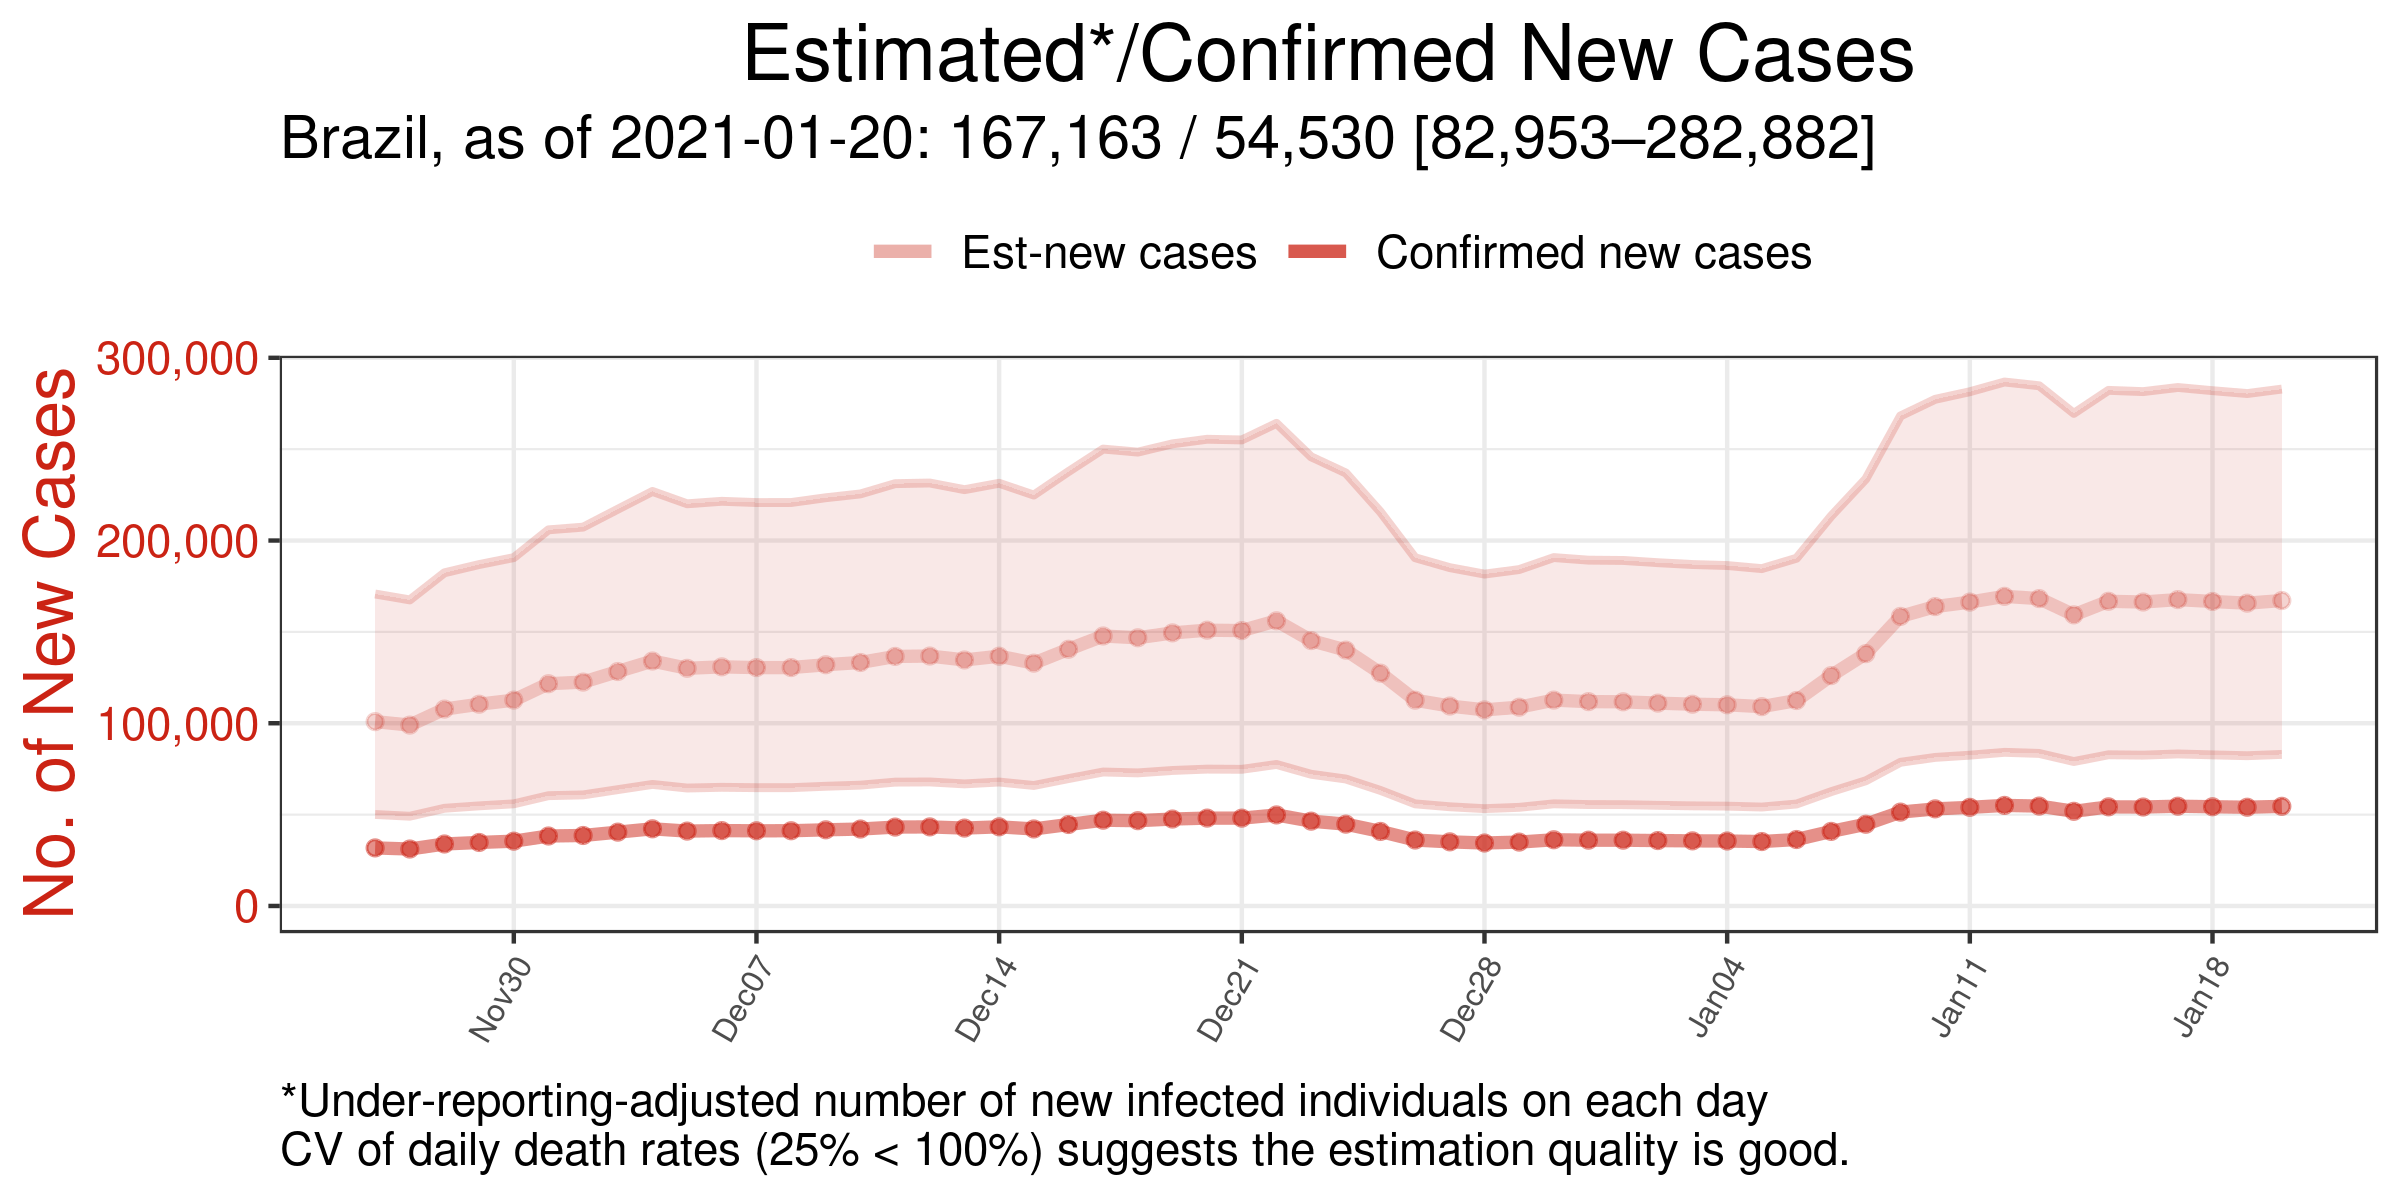 Estimated*/Confirmed New Cases
Brazil, as of 2021-01-20: 167,163 / 54,530 [82,953–282,882]
Est-new cases Confirmed new cases
No. of New Cases
300,000
200,000
100,000
0
Nov30 Dec07 Dec14 Dec21 Dec28 Jan04 Jan11 Jan18
*Under-reporting-adjusted number of new infected individuals on each day
CV of daily death rates (25% < 100%) suggests the estimation quality is good.